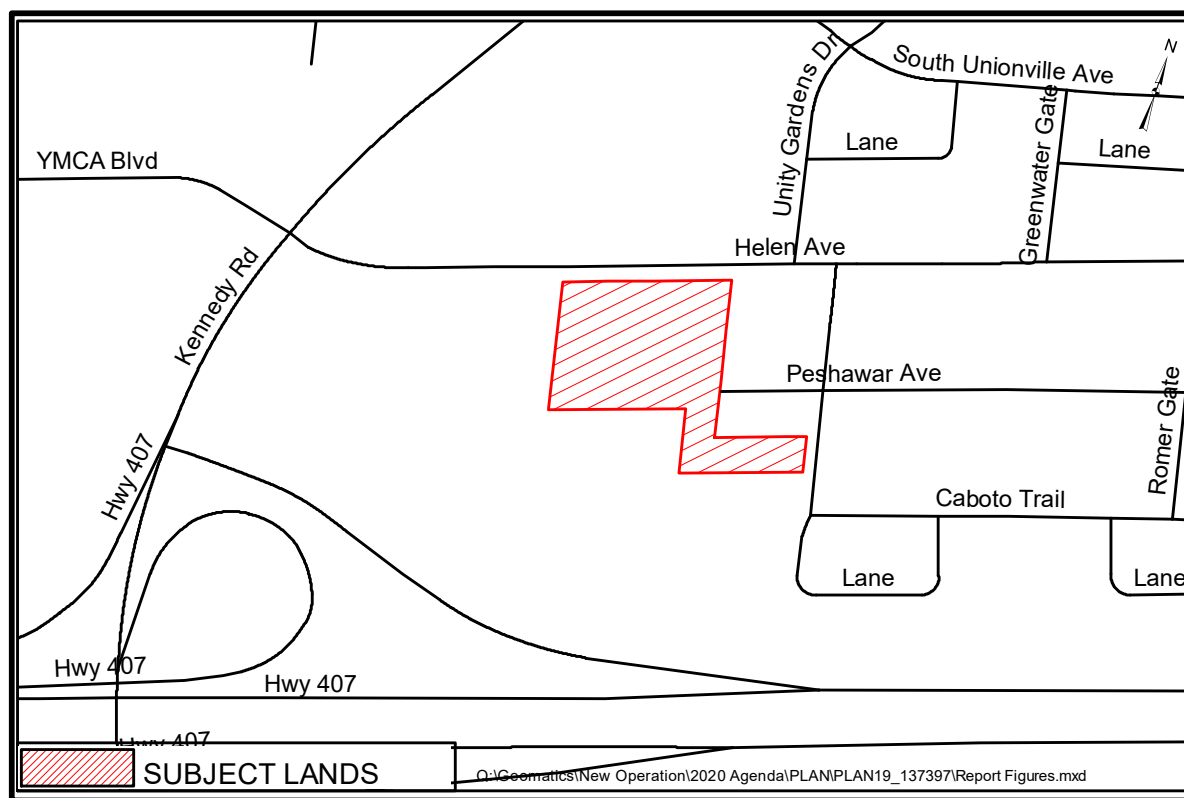 South Unionville Ave
N
Unity Gardens Dr
Lane
Greenwater Gate
Lane
YMCA Blvd
Helen Ave
Kennedy Rd
Peshawar Ave
Romer Gate
Hwy 407
Caboto Trail
Lane
Lane
Hwy 407
Hwy 407
Hwy 407
SUBJECT LANDS
Q:\Geomatics\New Operation\2020 Agenda\PLAN\PLAN19_137397\Report Figures.mxd